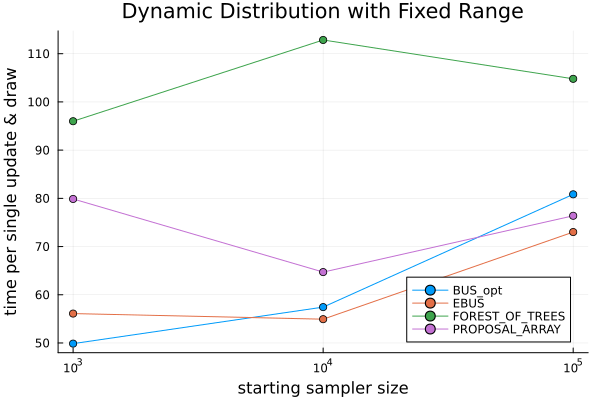 Dynamic Distribution with Fixed Range
time per single update & draw
110
100
90
80
70
60
50
10³
10⁴
10⁵
starting sampler size
BUS_opt
EBUS
FOREST_OF_TREES
PROPOSAL_ARRAY